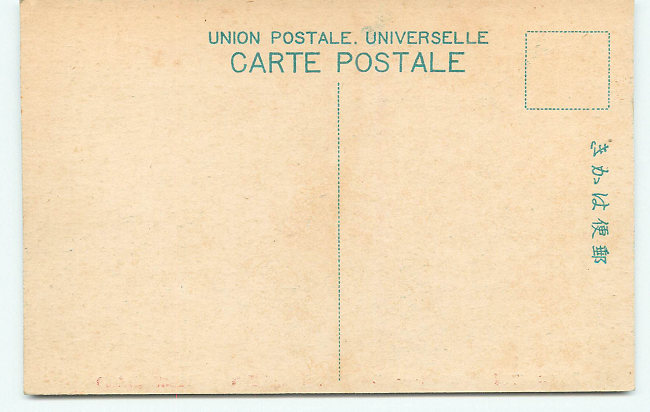 UNION POSTALE. UNIVERSELLE
CARTE POSTALE
郵便はかき